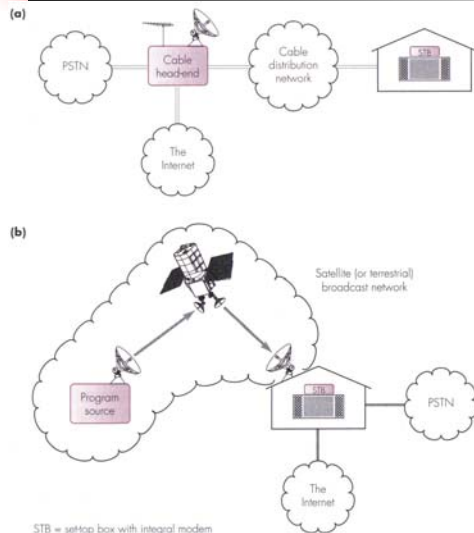 (a)
PSTN
Cable
head-end
Cable
distribution
network
STB
The
Internet
(b)
Satellite (or terrestrial)
broadcast network
Program
source
STB
PSTN
The
Internet
STB = set-top box with integral modem